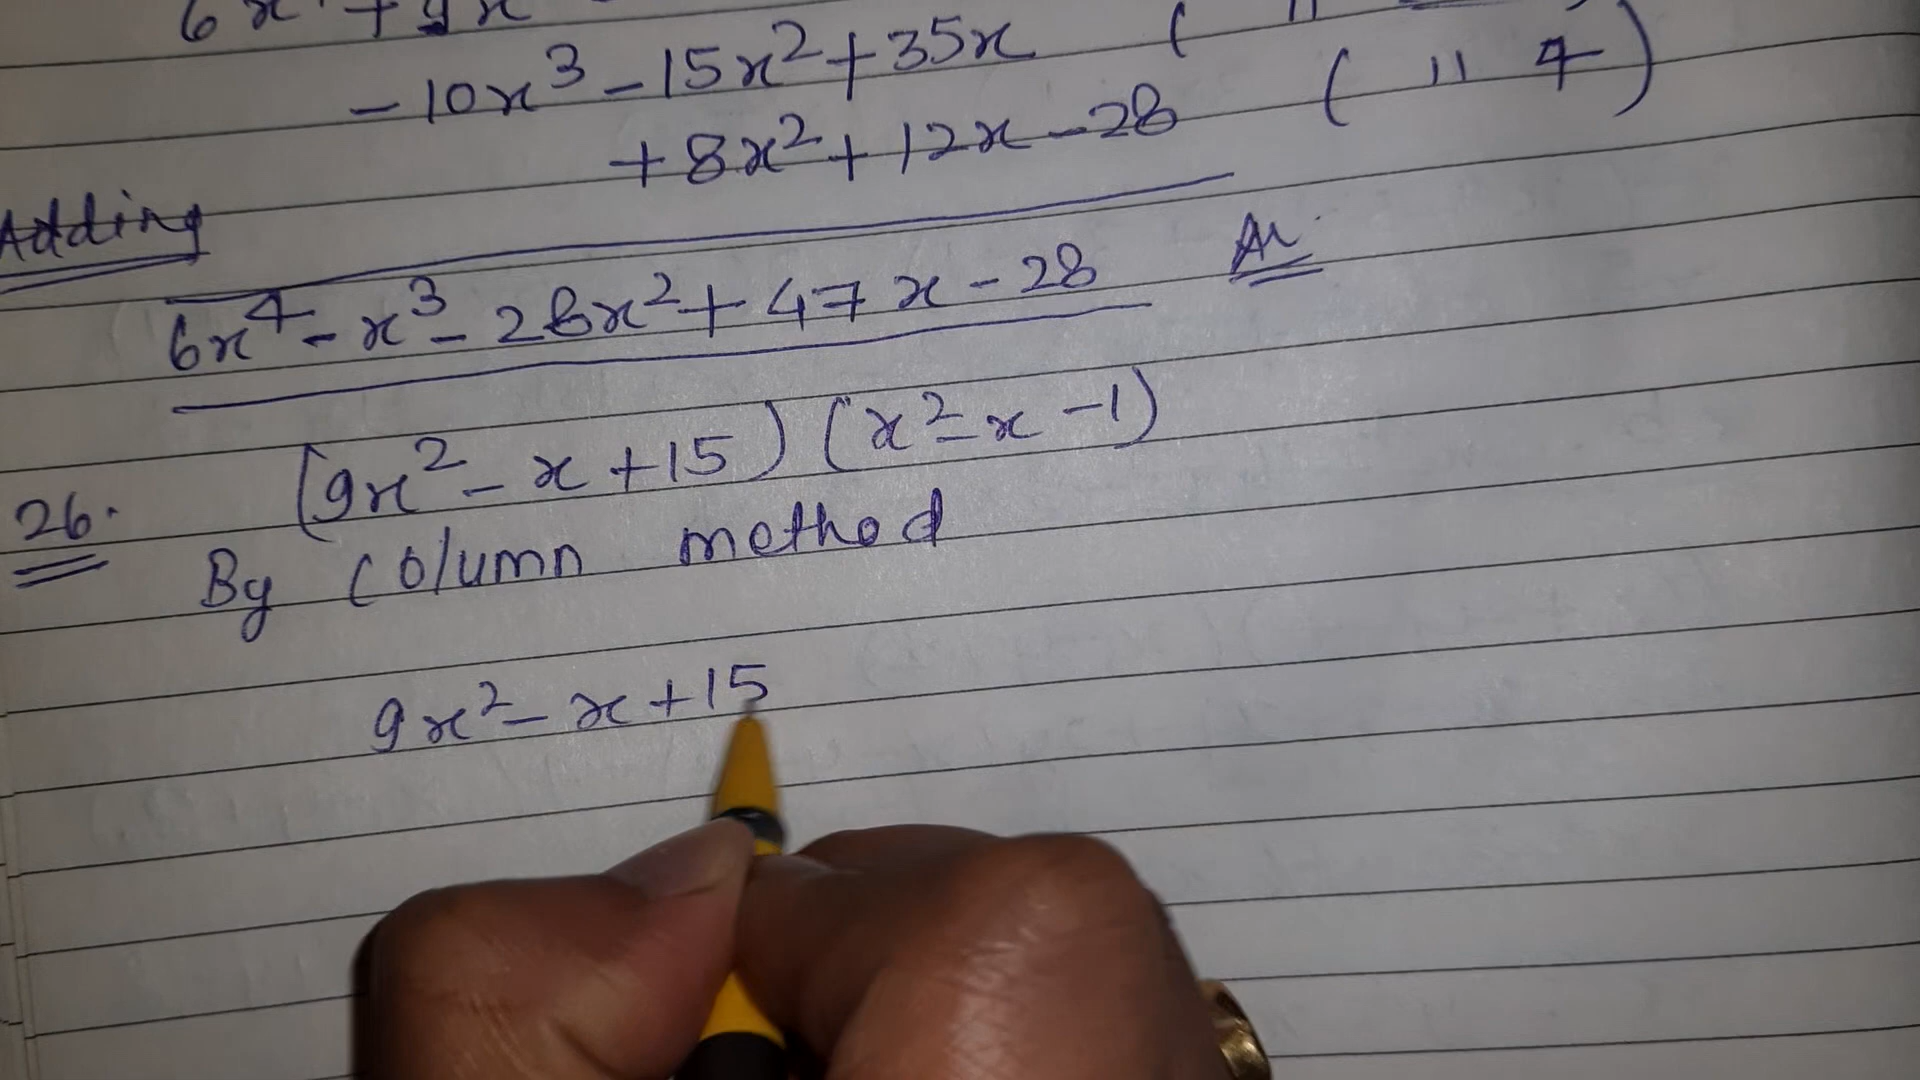 - 10x³ - 15x² + 35x (
+ 8x² + 12x - 28 ( " 4)
Adding
6x⁴ - x³ - 28x² + 47x - 28
26. (9x² - x + 15) (x² - x - 1)
By Column method
9x² - x + 15